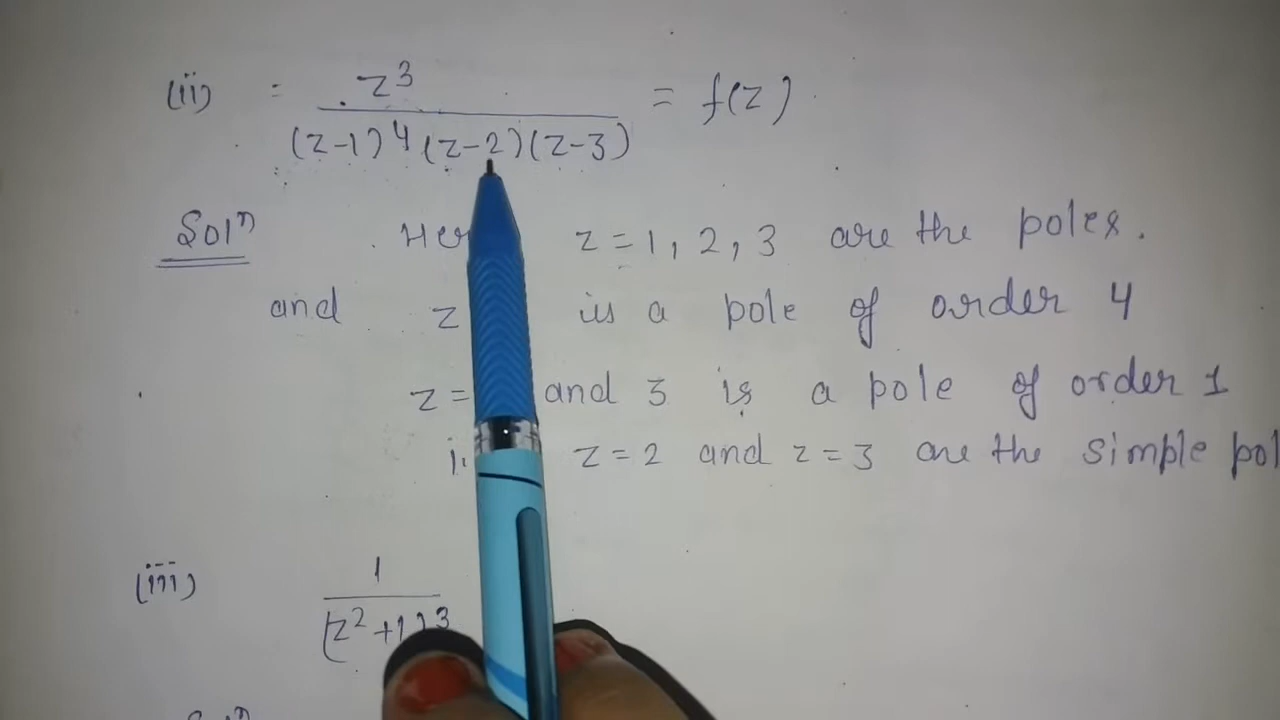 (ii) = z³ / (z-1)⁴ (z-2)(z-3) = f(z)
Solⁿ z = 1, 2, 3 are the poles.
and z is a pole of order 4
z = and 3 is a pole of order 1
z = 2 and z = 3 are the simple
(iii) 1 / (z² + 1)³